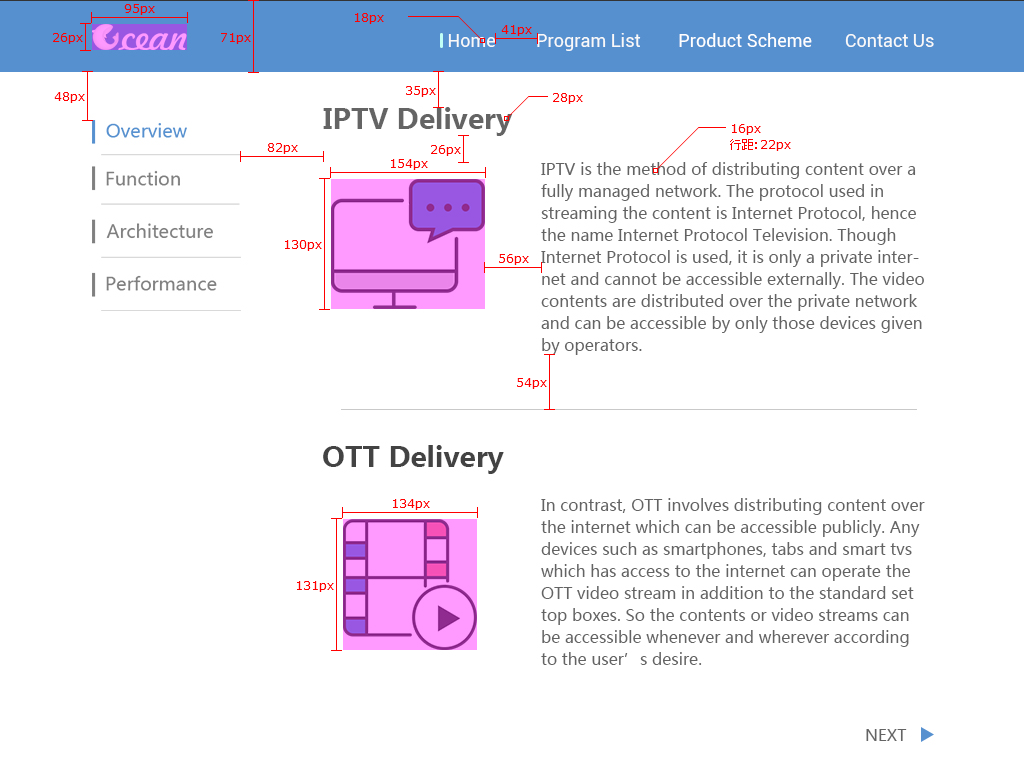 95px
18px
26px
Ocean
71px
41px
Home
Program List
Product Scheme
Contact Us
48px
35px
28px
IPTV Delivery
16px
行距: 22px
Overview
82px
26px
154px
Function
Architecture
Performance
130px
56px
IPTV is the method of distributing content over a
fully managed network. The protocol used in
streaming the content is Internet Protocol, hence
the name Internet Protocol Television. Though
Internet Protocol is used, it is only a private inter-
net and cannot be accessible externally. The video
contents are distributed over the private network
and can be accessible by only those devices given
by operators.
54px
OTT Delivery
134px
131px
In contrast, OTT involves distributing content over
the internet which can be accessible publicly. Any
devices such as smartphones, tabs and smart tvs
which has access to the internet can operate the
OTT video stream in addition to the standard set
top boxes. So the contents or video streams can
be accessible whenever and wherever according
to the user’s desire.
NEXT